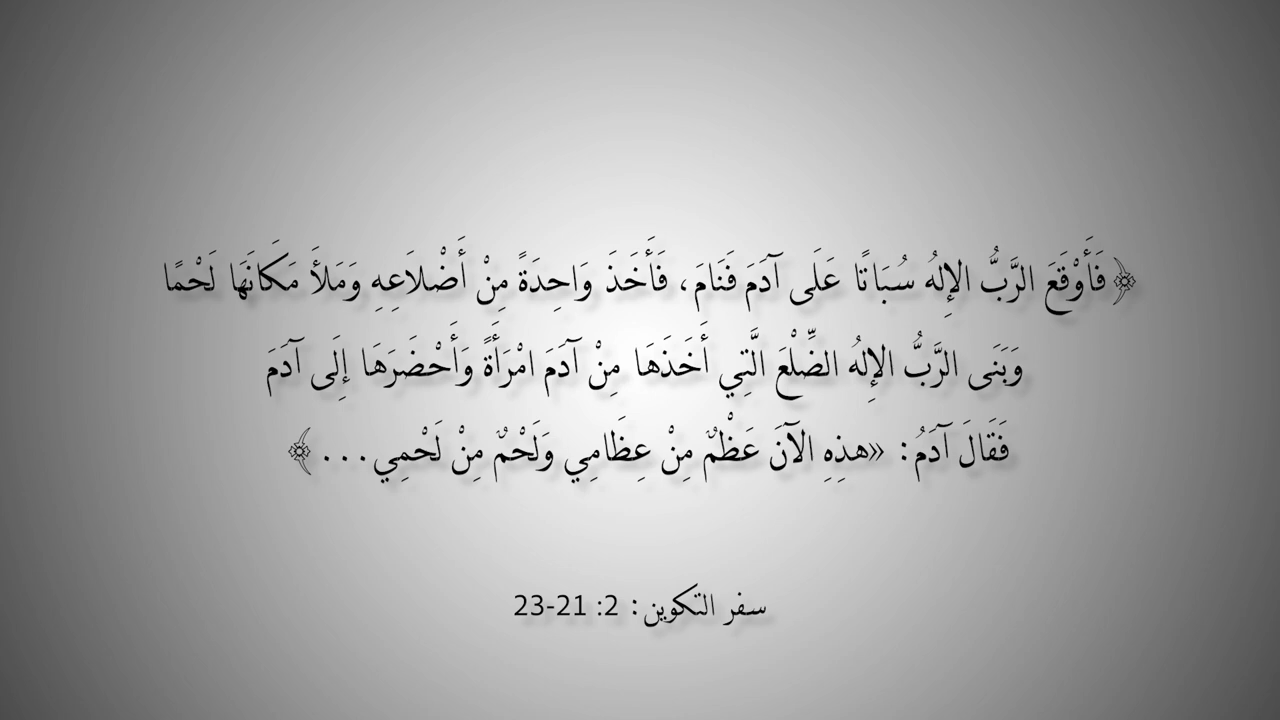 ﴿فَأَوْقَعَ الرَّبُّ الإِلهُ سُبَاتًا عَلَى آدَمَ فَنَامَ، فَأَخَذَ وَاحِدَةً مِنْ أَضْلاَعِهِ وَمَلأَ مَكَانَهَا لَحْمًا
وَبَنَى الرَّبُّ الإِلهُ الضِّلْعَ الَّتِي أَخَذَهَا مِنْ آدَمَ امْرَأَةً وَأَحْضَرَهَا إِلَى آدَمَ
فَقَالَ آدَمُ: «هذِهِ الآنَ عَظْمٌ مِنْ عِظَامِي وَلَحْمٌ مِنْ لَحْمِي...﴾
سفر التكوين: 2: 21-23